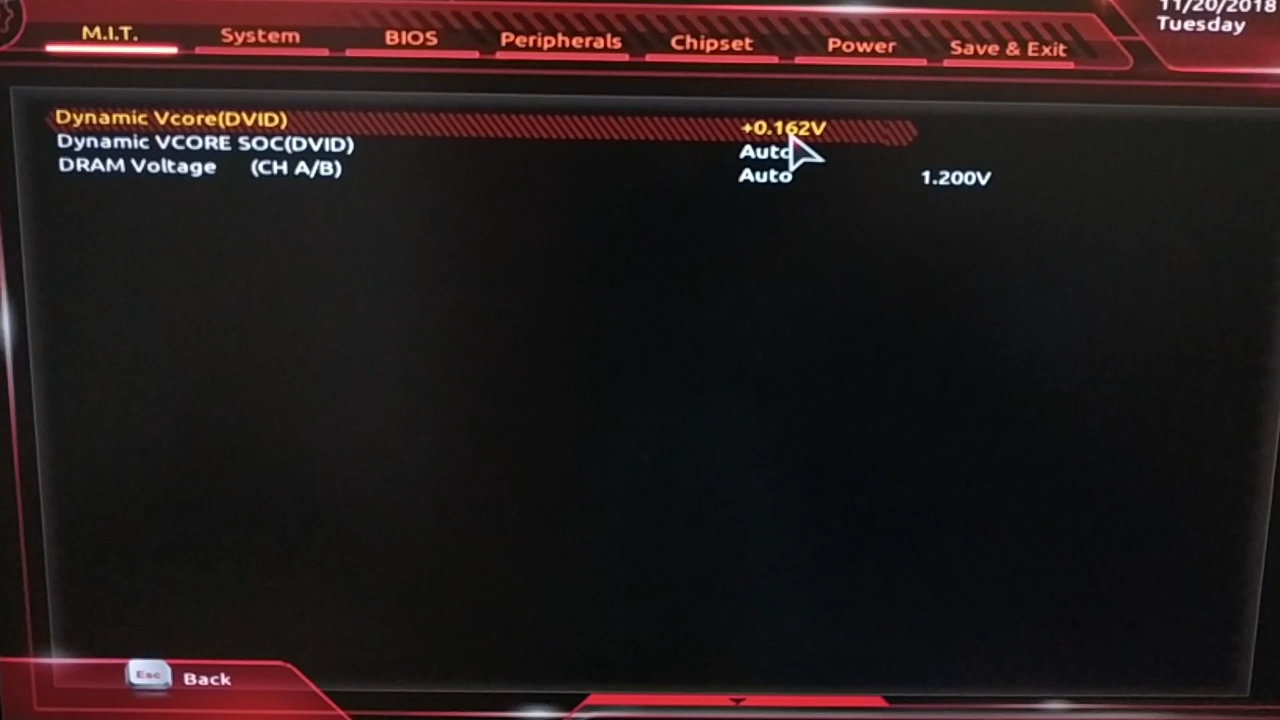 11/20/2018
Tuesday
M.I.T. System BIOS Peripherals Chipset Power Save & Exit
Dynamic Vcore(DVID) +0.162V
Dynamic VCORE SOC(DVID) Auto
DRAM Voltage (CH A/B) Auto 1.200V
Esc Back